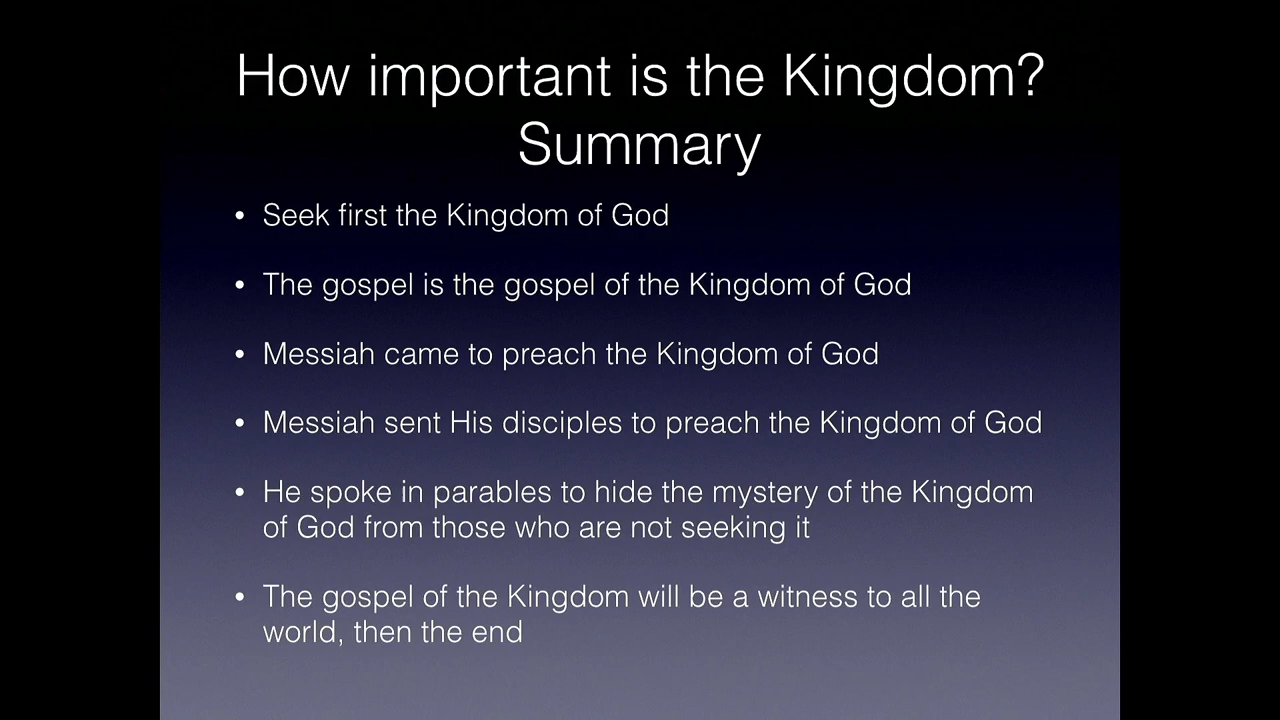 How important is the Kingdom?
Summary
• Seek first the Kingdom of God
• The gospel is the gospel of the Kingdom of God
• Messiah came to preach the Kingdom of God
• Messiah sent His disciples to preach the Kingdom of God
• He spoke in parables to hide the mystery of the Kingdom
of God from those who are not seeking it
• The gospel of the Kingdom will be a witness to all the
world, then the end